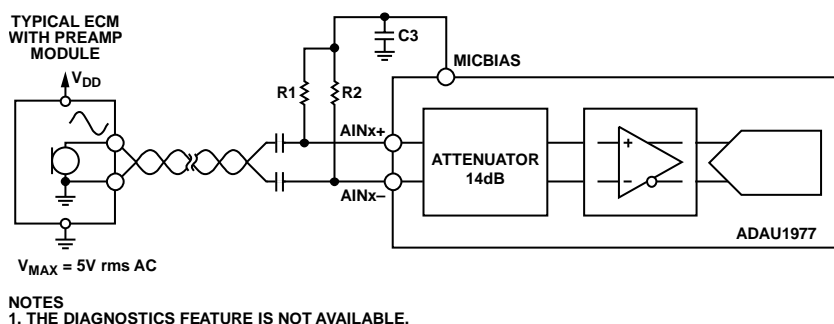 TYPICAL ECM
WITH PREAMP
MODULE
VDD
C3
MICBIAS
R1
R2
AINx+
AINx–
ATTENUATOR
14dB
ADAU1977
VMAX = 5V rms AC
NOTES
1. THE DIAGNOSTICS FEATURE IS NOT AVAILABLE.